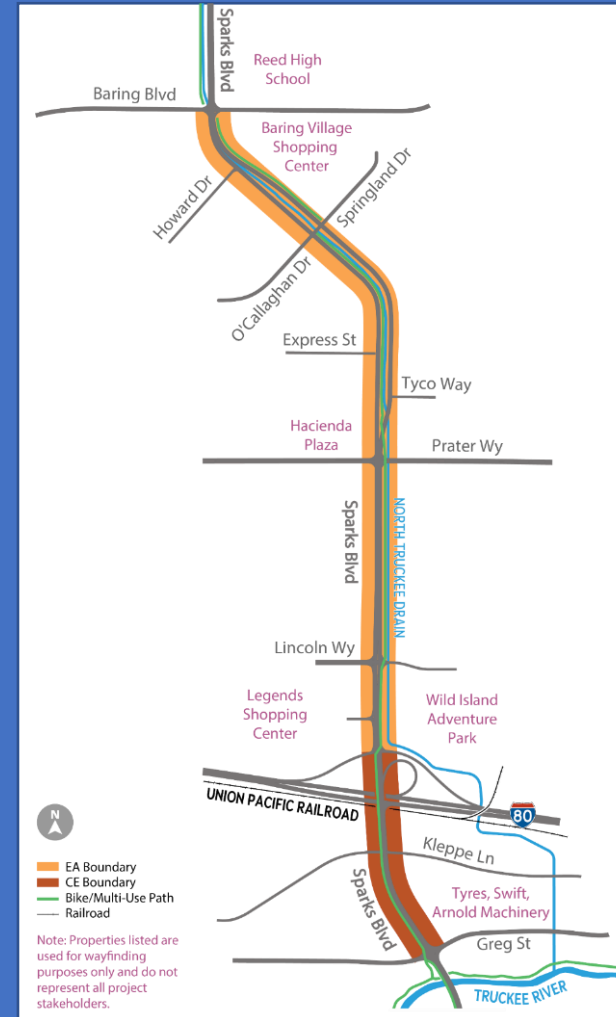 Sparks Blvd
Reed High
School
Baring Blvd
Baring Village
Shopping
Center
Howard Dr
Springland Dr
O'Callaghan Dr
Express St
Tyco Way
Hacienda
Plaza
Prater Wy
Sparks Blvd
NORTH TRUCKEE DRAIN
Lincoln Wy
Legends
Shopping
Center
Wild Island
Adventure
Park
UNION PACIFIC RAILROAD
80
N
Kleppe Ln
EA Boundary
CE Boundary
Bike/Multi-Use Path
Railroad
Sparks Blvd
Tyres, Swift,
Arnold Machinery
Greg St
Note: Properties listed are
used for wayfinding
purposes only and do not
represent all project
stakeholders.
TRUCKEE RIVER